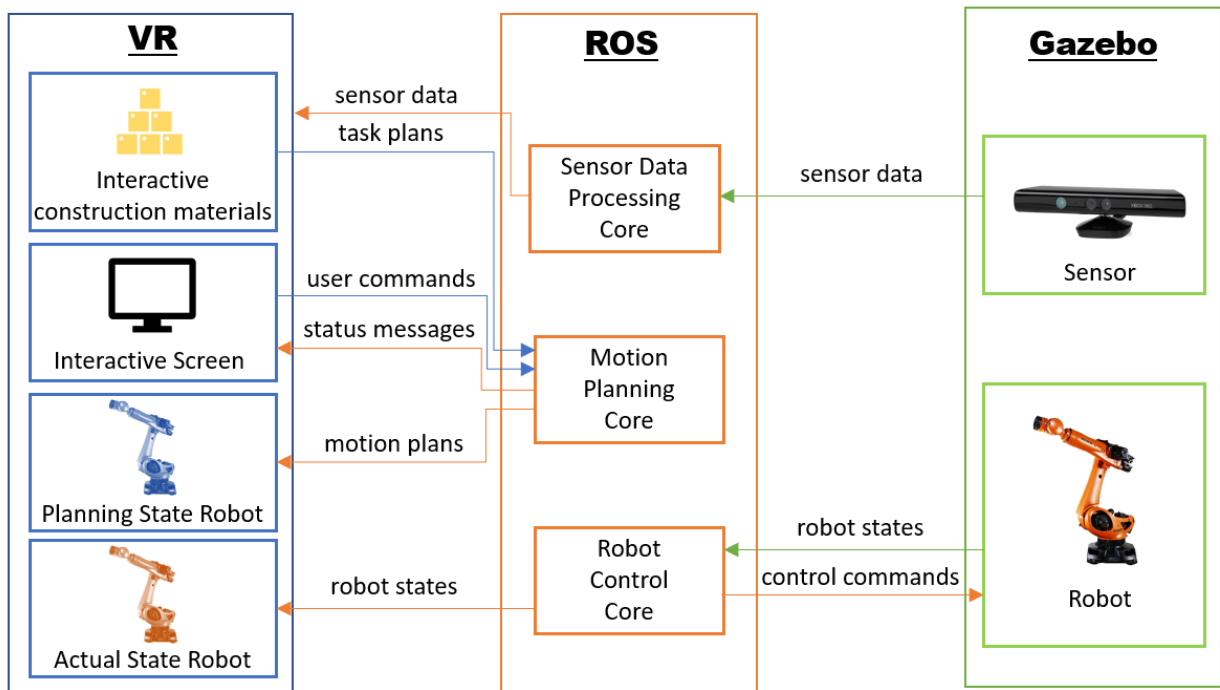 VR
Interactive
construction materials
Interactive Screen
Planning State Robot
Actual State Robot
sensor data
task plans
user commands
status messages
motion plans
robot states
ROS
Sensor Data
Processing
Core
Motion
Planning
Core
Robot
Control
Core
sensor data
robot states
control commands
Gazebo
XBOX 360
Sensor
Robot